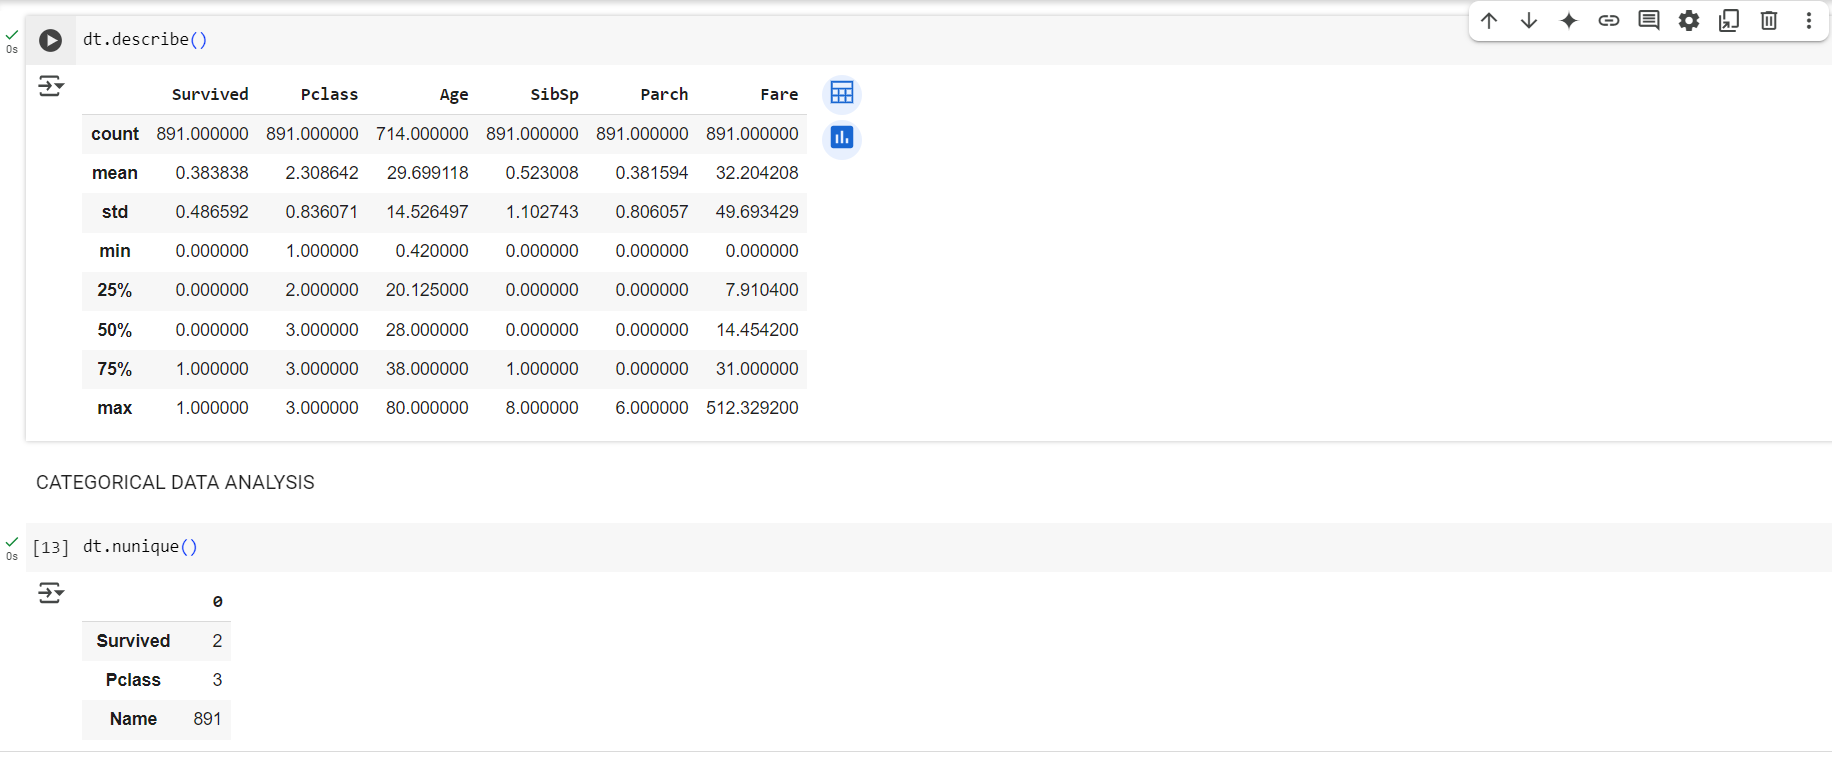 0s
dt.describe()
Survived Pclass Age SibSp Parch Fare
count 891.000000 891.000000 714.000000 891.000000 891.000000 891.000000
mean 0.383838 2.308642 29.699118 0.523008 0.381594 32.204208
std 0.486592 0.836071 14.526497 1.102743 0.806057 49.693429
min 0.000000 1.000000 0.420000 0.000000 0.000000 0.000000
25% 0.000000 2.000000 20.125000 0.000000 0.000000 7.910400
50% 0.000000 3.000000 28.000000 0.000000 0.000000 14.454200
75% 1.000000 3.000000 38.000000 1.000000 0.000000 31.000000
max 1.000000 3.000000 80.000000 8.000000 6.000000 512.329200
CATEGORICAL DATA ANALYSIS
0s
[13] dt.nunique()
0
Survived 2
Pclass 3
Name 891